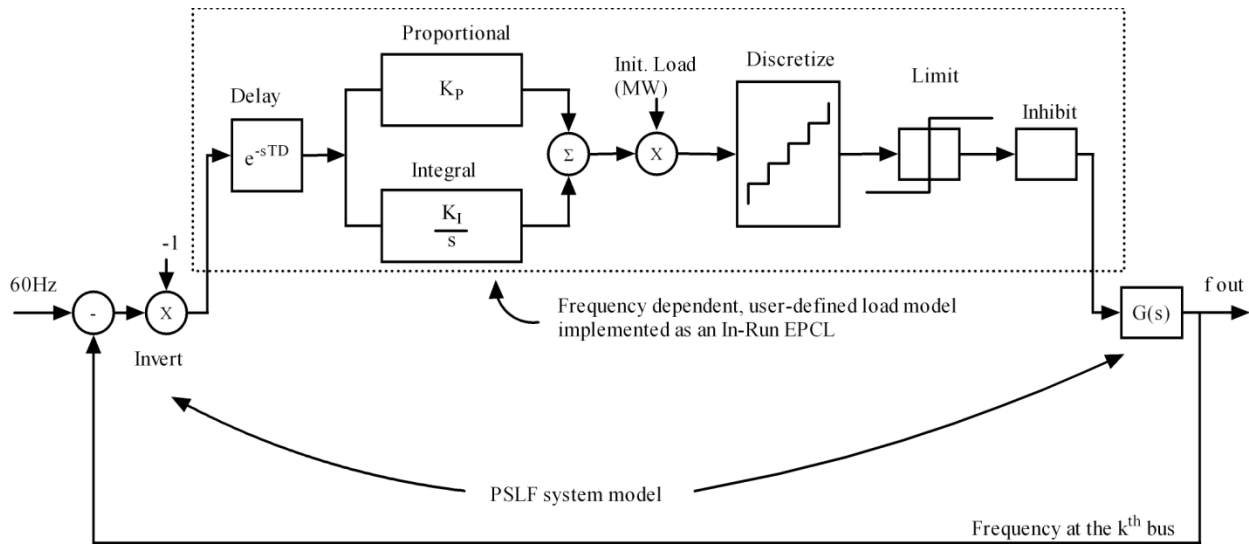 Proportional
Init. Load
(MW)
Discretize
Limit
Delay
K_P
Inhibit
e^-sTD
Σ
X
Integral
K_I
s
-1
60Hz
-
X
Invert
Frequency dependent, user-defined load model
implemented as an In-Run EPCL
f out
G(s)
PSLF system model
Frequency at the k^th bus